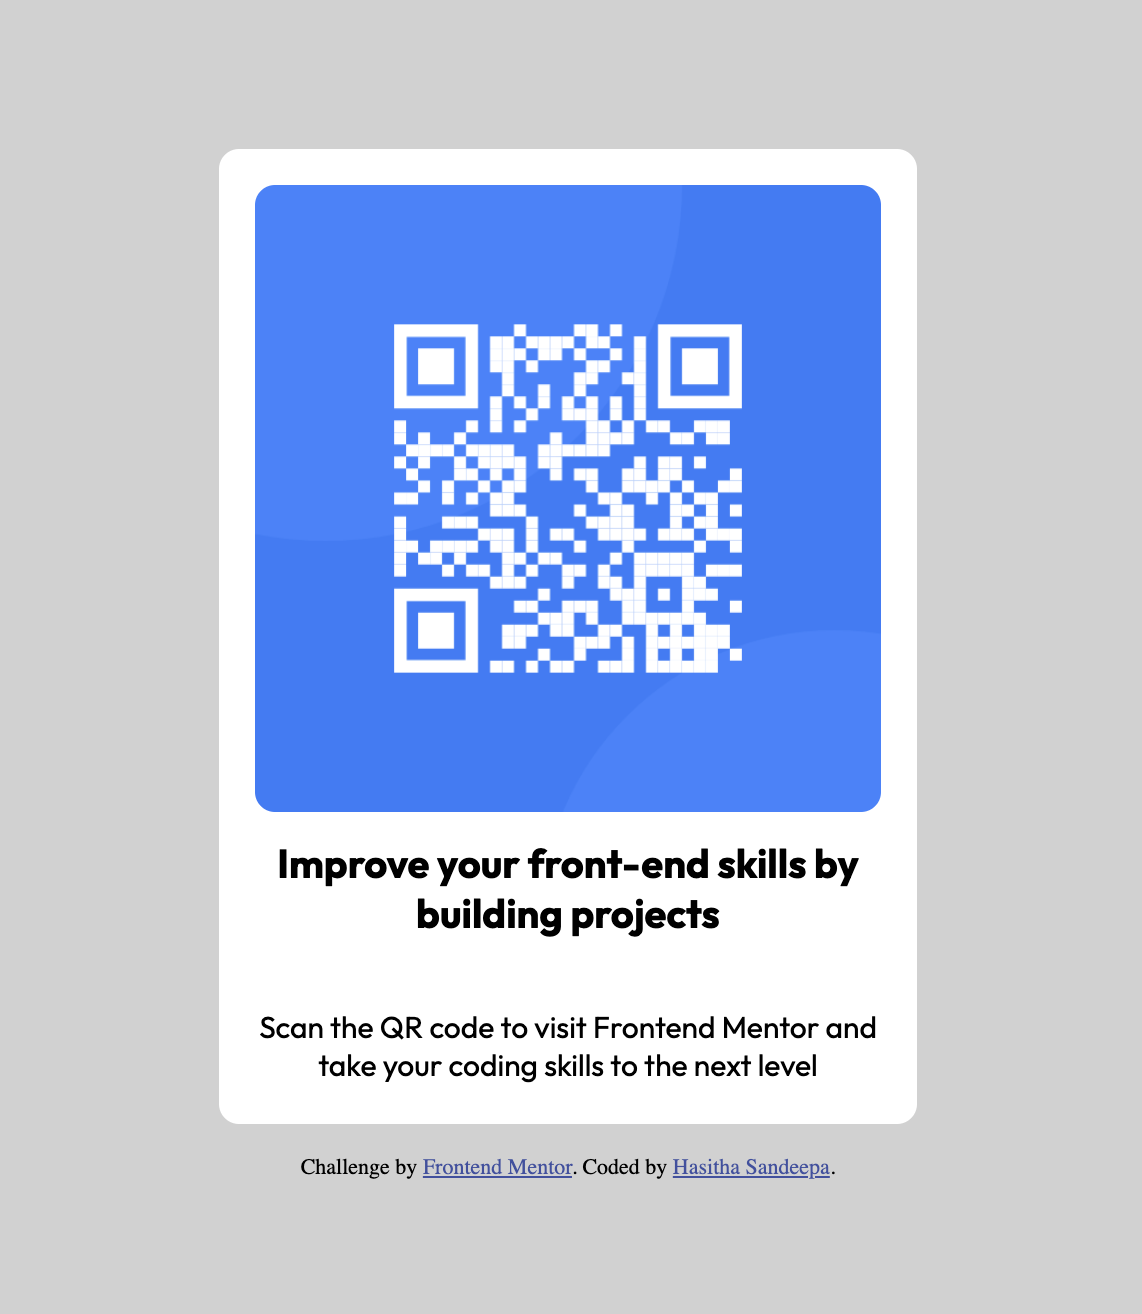 Improve your front-end skills by
building projects
Scan the QR code to visit Frontend Mentor and
take your coding skills to the next level
Challenge by Frontend Mentor. Coded by Hasitha Sandeepa.